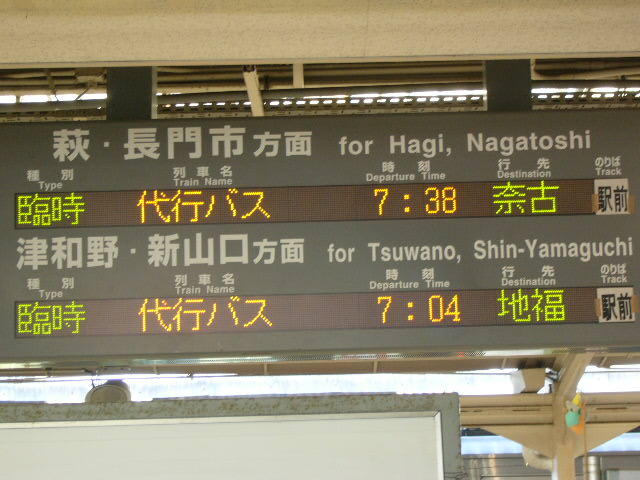 萩・長門市方面 for Hagi, Nagatoshi
種別 列車名 時刻 行先 のりば
Type Train Name Departure Time Destination Track
臨時 代行バス 7:38 奈古 駅前
津和野・新山口方面 for Tsuwano, Shin-Yamaguchi
種別 列車名 時刻 行先 のりば
Type Train Name Departure Time Destination Track
臨時 代行バス 7:04 地福 駅前